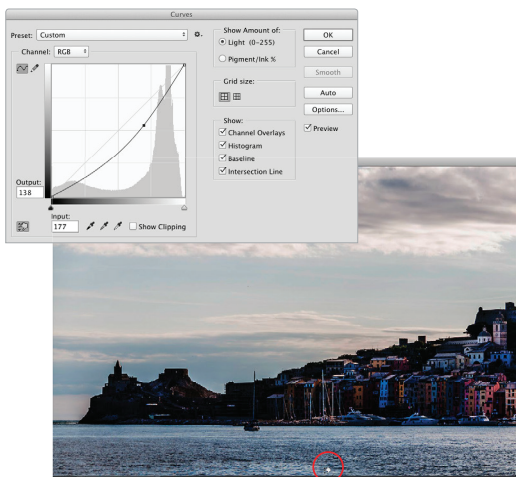 Curves
Preset: Custom
Channel: RGB
Output:
138
Input:
177
Show Clipping
Show Amount of:
Light (0-255)
Pigment/Ink %
Grid size:
Show:
Channel Overlays
Histogram
Baseline
Intersection Line
OK
Cancel
Smooth
Auto
Options...
Preview